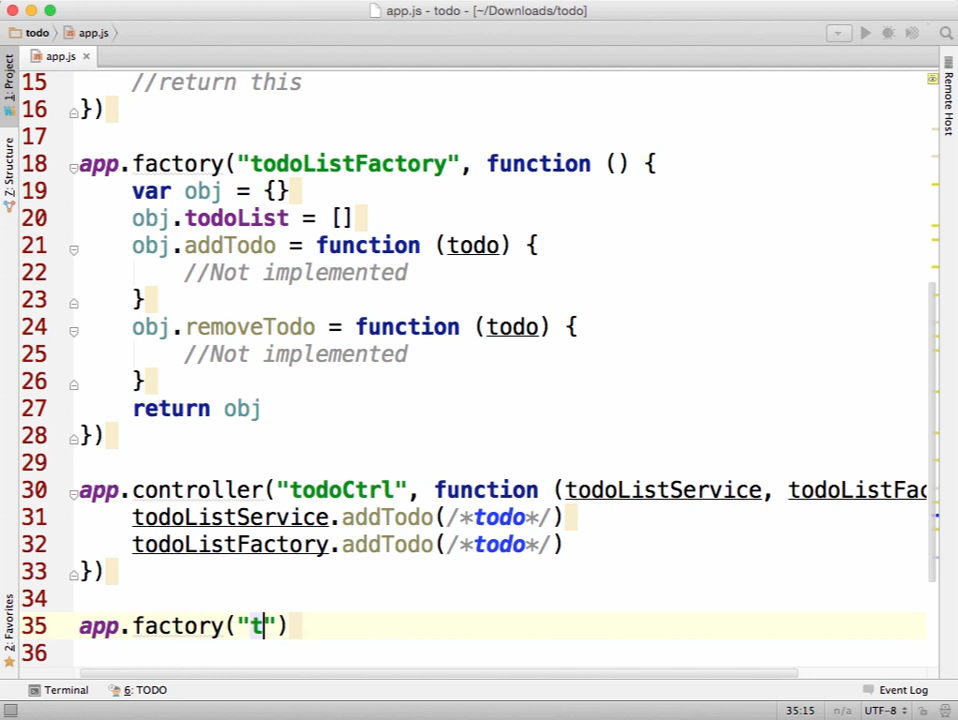 app.js - todo - [~/Downloads/todo]
todo app.js
app.js ×
1: Project
7: Structure
2: Favorites
Remote Host
15 //return this
16 })
17
18 app.factory("todoListFactory", function () {
19 var obj = {}
20 obj.todoList = []
21 obj.addTodo = function (todo) {
22 //Not implemented
23 }
24 obj.removeTodo = function (todo) {
25 //Not implemented
26 }
27 return obj
28 })
29
30 app.controller("todoCtrl", function (todoListService, todoListFac
31 todoListService.addTodo(/*todo*/)
32 todoListFactory.addTodo(/*todo*/)
33 })
34
35 app.factory("t")
36
Terminal 6: TODO Event Log
35:15 n/a UTF-8